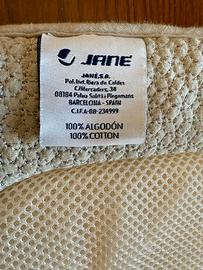 JANÉ
JANÉ, S.A.
Pol. Ind. Riera de Caldes
C/Mercaders, 34
08184 Palau Solità i Plegamans
BARCELONA - SPAIN
C.I.F.A-08-234999
100% ALGODÓN
100% COTTON